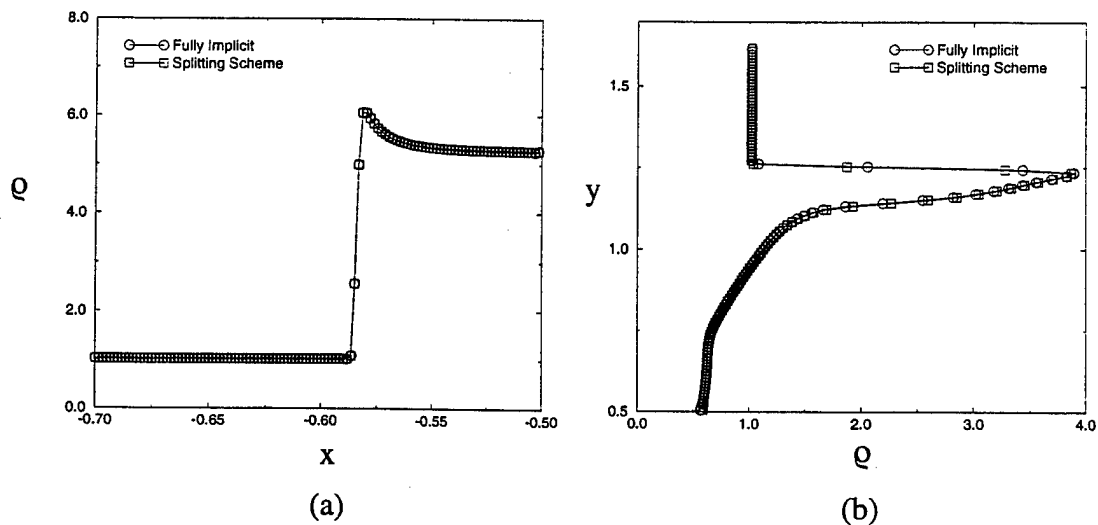 8.0
6.0
4.0
2.0
0.0
ρ
Fully Implicit
Splitting Scheme
-0.70
-0.65
-0.60
-0.55
-0.50
x
(a)
1.5
1.0
0.5
y
Fully Implicit
Splitting Scheme
0.0
1.0
2.0
3.0
4.0
ρ
(b)